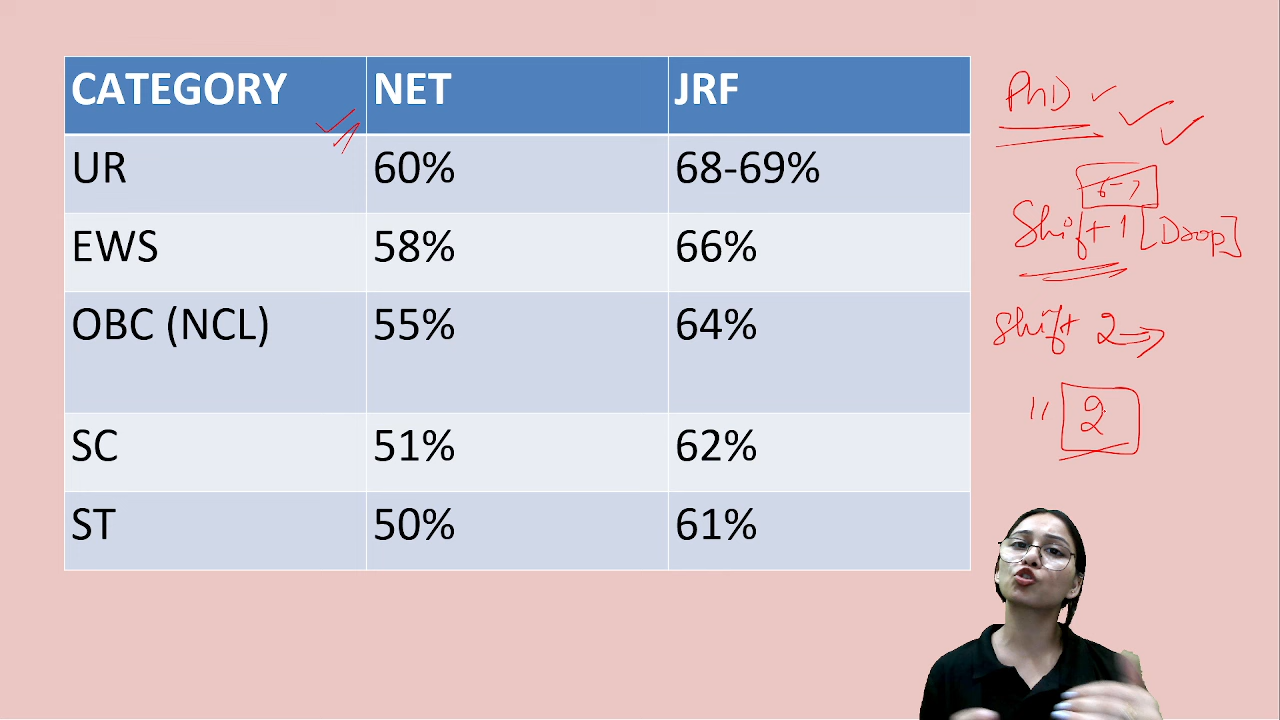 CATEGORY NET JRF
UR 60% 68-69%
EWS 58% 66%
OBC (NCL) 55% 64%
SC 51% 62%
ST 50% 61%
PhD
6-7
Shift 1 [Drop]
Shift 2 →
" 2